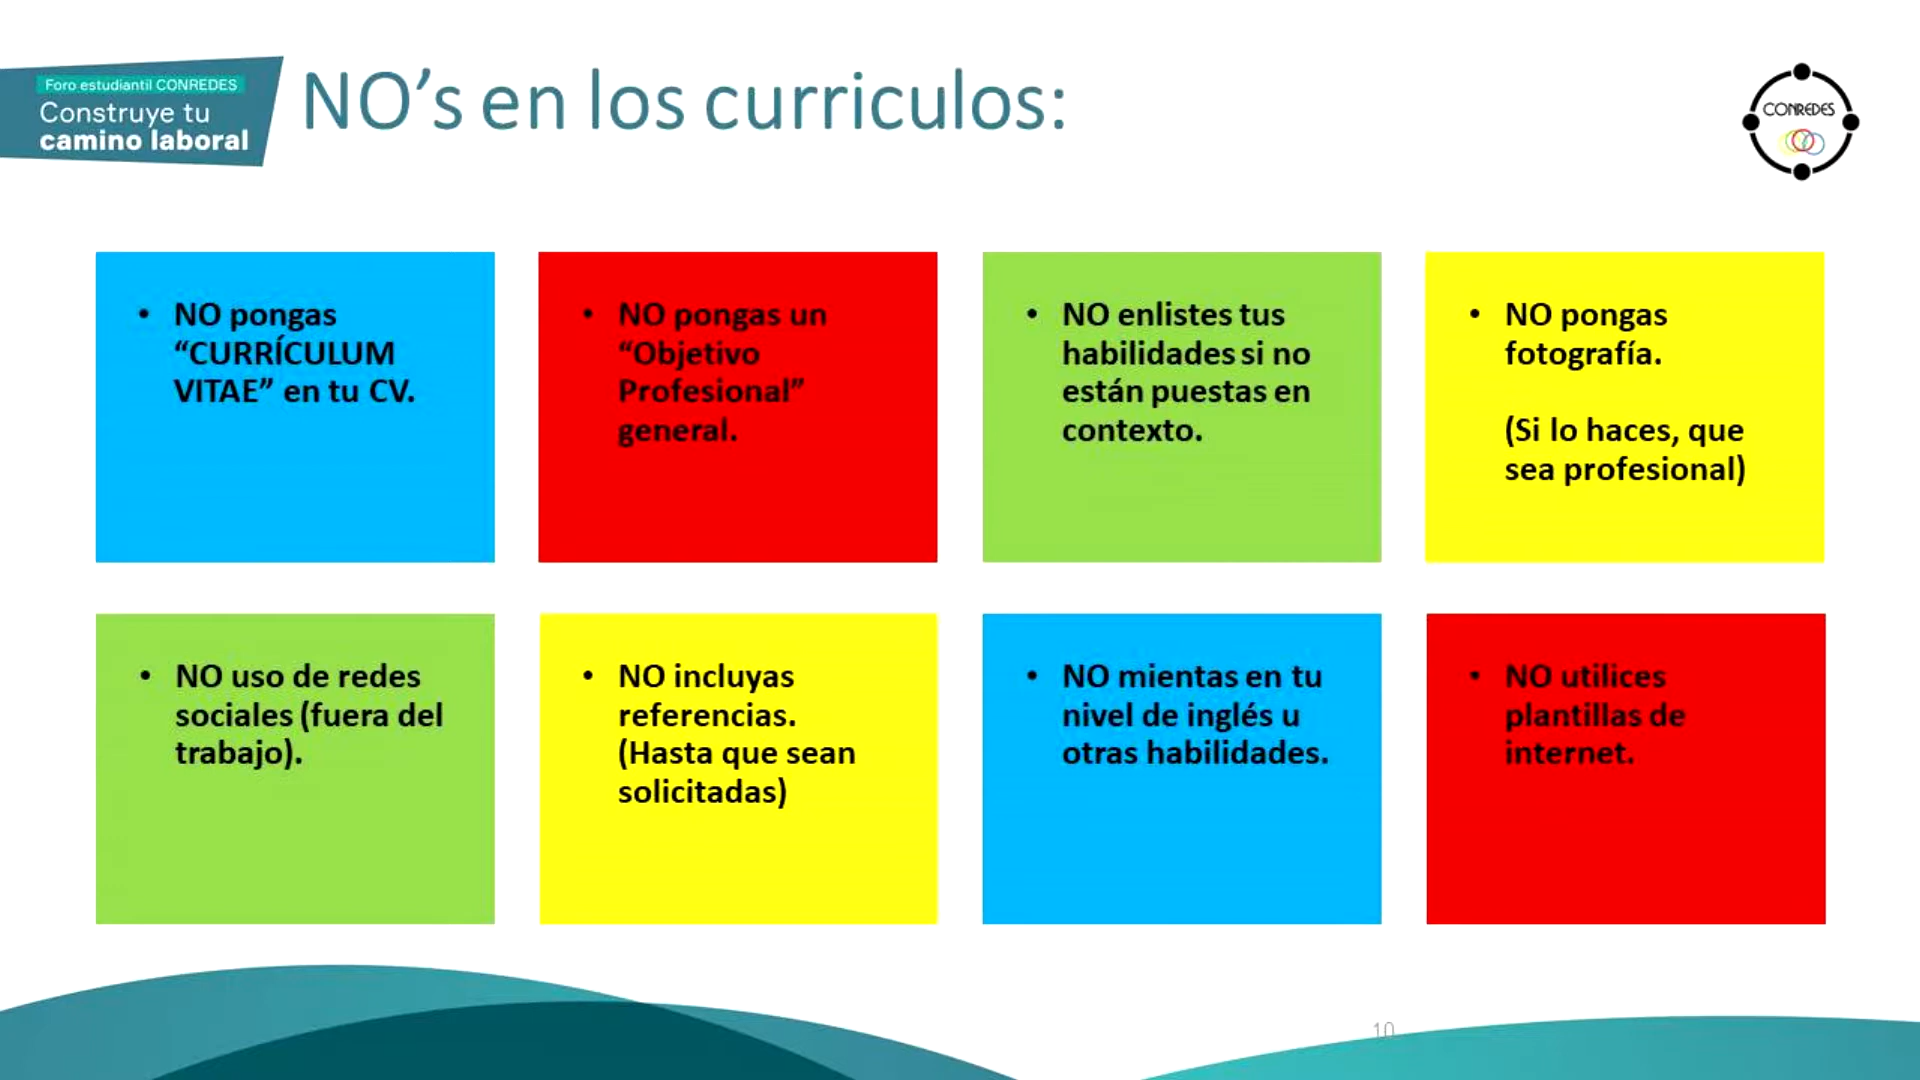 Foro estudiantil CONREDES
Construye tu
camino laboral
NO’s en los curriculos:
CONREDES
• NO pongas
“CURRÍCULUM
VITAE” en tu CV.
• NO pongas un
“Objetivo
Profesional”
general.
• NO enlistes tus
habilidades si no
están puestas en
contexto.
• NO pongas
fotografía.
(Si lo haces, que
sea profesional)
• NO uso de redes
sociales (fuera del
trabajo).
• NO incluyas
referencias.
(Hasta que sean
solicitadas)
• NO mientas en tu
nivel de inglés u
otras habilidades.
• NO utilices
plantillas de
internet.
10